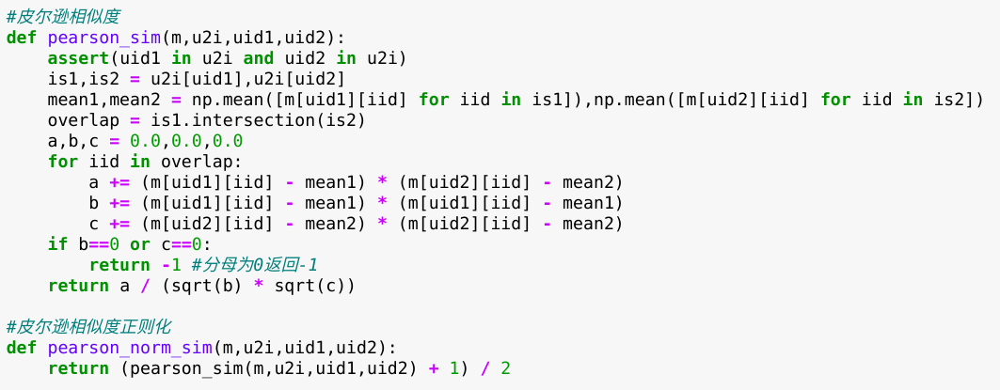 #皮尔逊相似度
def pearson_sim(m,u2i,uid1,uid2):
    assert(uid1 in u2i and uid2 in u2i)
    is1,is2 = u2i[uid1],u2i[uid2]
    mean1,mean2 = np.mean([m[uid1][iid] for iid in is1]),np.mean([m[uid2][iid] for iid in is2])
    overlap = is1.intersection(is2)
    a,b,c = 0.0,0.0,0.0
    for iid in overlap:
        a += (m[uid1][iid] - mean1) * (m[uid2][iid] - mean2)
        b += (m[uid1][iid] - mean1) * (m[uid1][iid] - mean1)
        c += (m[uid2][iid] - mean2) * (m[uid2][iid] - mean2)
    if b==0 or c==0:
        return -1 #分母为0返回-1
    return a / (sqrt(b) * sqrt(c))

#皮尔逊相似度正则化
def pearson_norm_sim(m,u2i,uid1,uid2):
    return (pearson_sim(m,u2i,uid1,uid2) + 1) / 2